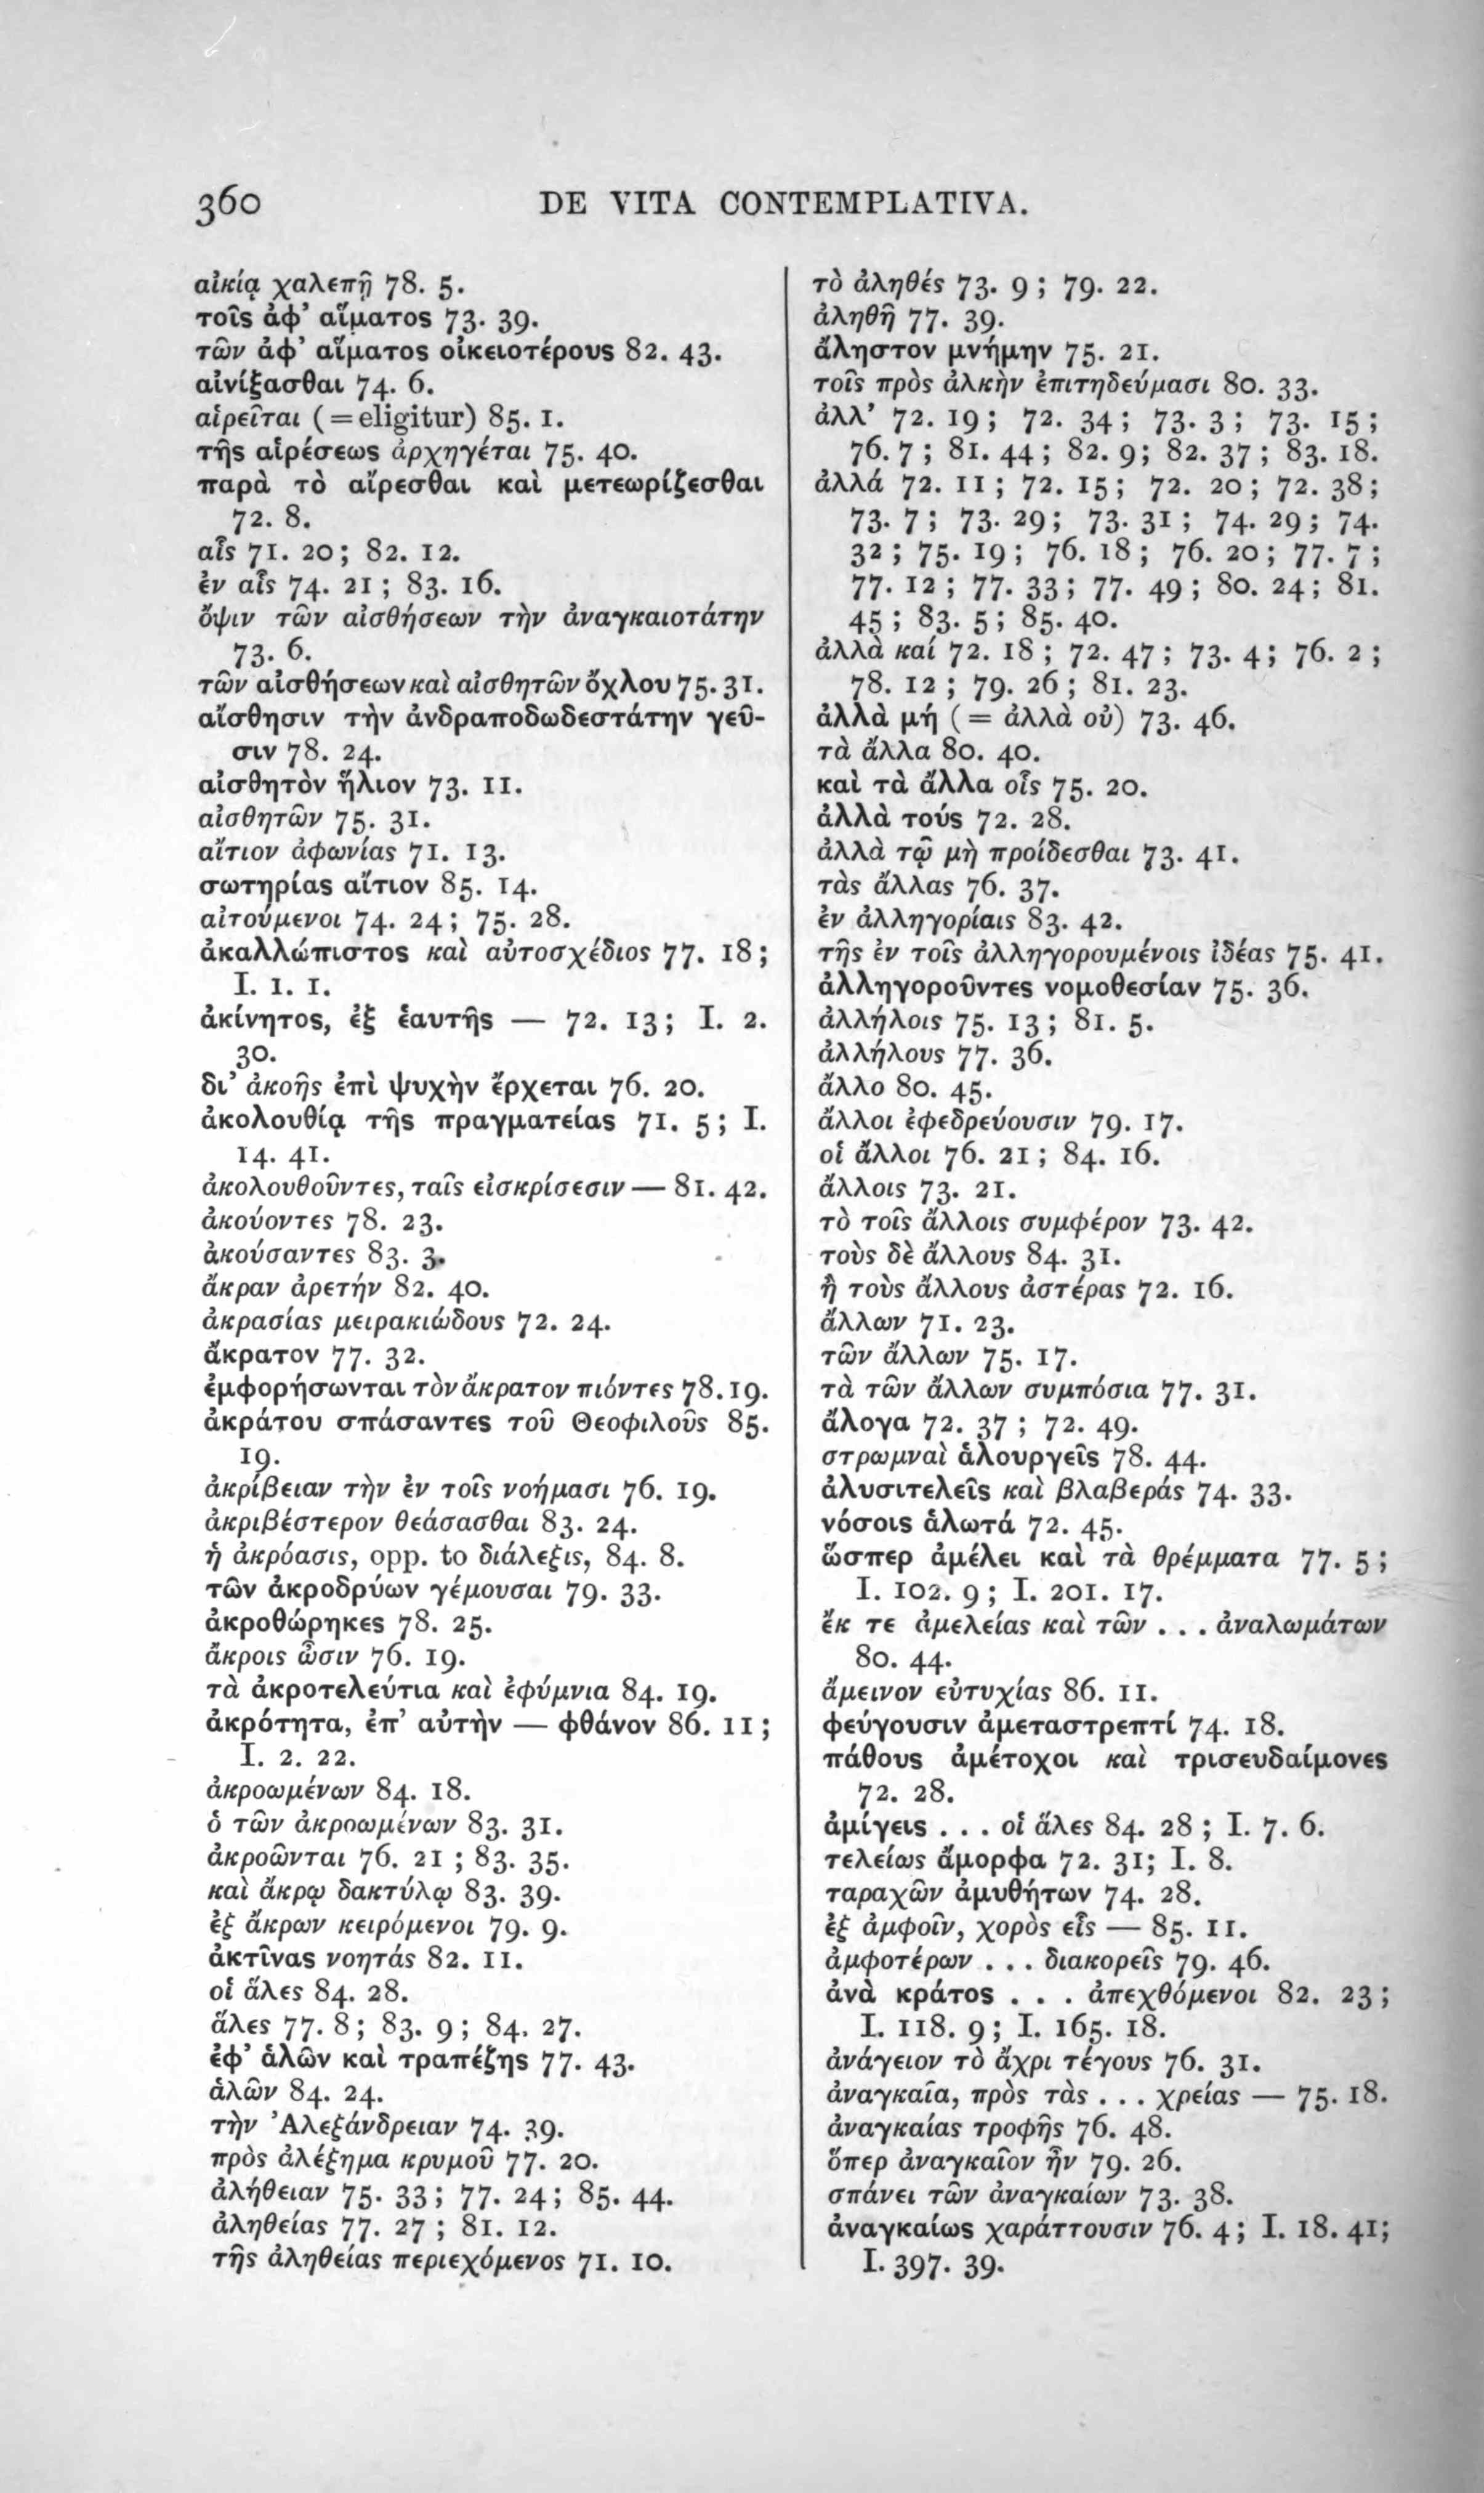 360
DE VITA CONTEMPLATIVA.
αἰκίᾳ χαλεπῇ 78. 5.
τοῖς ἀφ’ αἵματος 73. 39.
τῶν ἀφ’ αἵματος οἰκειοτέρους 82. 43.
αἰνίξασθαι 74. 6.
αἱρεῖται (=eligitur) 85. 1.
τῆς αἱρέσεως ἀρχηγέται 75. 40.
παρὰ τὸ αἴρεσθαι καὶ μετεωρίζεσθαι
72. 8.
αἷς 71. 20; 82. 12.
ἐν αἷς 74. 21; 83. 16.
ὄψιν τῶν αἰσθήσεων τὴν ἀναγκαιοτάτην
73. 6.
τῶν αἰσθήσεων καὶ αἰσθητῶν ὄχλου 75. 31.
αἴσθησιν τὴν ἀνδραποδωδεστάτην γεῦ-
σιν 78. 24.
αἰσθητὸν ἥλιον 73. 11.
αἰσθητῶν 75. 31.
αἴτιον ἀφωνίας 71. 13.
σωτηρίας αἴτιον 85. 14.
αἰτούμενοι 74. 24; 75. 28.
ἀκαλλώπιστος καὶ αὐτοσχέδιος 77. 18;
I. 1. 1.
ἀκίνητος, ἐξ ἑαυτῆς — 72. 13; I. 2.
30.
δι’ ἀκοῆς ἐπὶ ψυχὴν ἔρχεται 76. 20.
ἀκολουθίᾳ τῆς πραγματείας 71. 5; I.
14. 41.
ἀκολουθοῦντες, ταῖς εἰσκρίσεσιν — 81. 42.
ἀκούοντες 78. 23.
ἀκούσαντες 83. 3.
ἄκραν ἀρετήν 82. 40.
ἀκρασίας μειρακιώδους 72. 24.
ἄκρατον 77. 32.
ἐμφορήσωνται τὸν ἄκρατον πιόντες 78. 19.
ἀκράτου σπάσαντες τοῦ Θεοφιλοῦς 85.
19.
ἀκρίβειαν τὴν ἐν τοῖς νοήμασι 76. 19.
ἀκριβέστερον θεάσασθαι 83. 24.
ἡ ἀκρόασις, opp. to διάλεξις, 84. 8.
τῶν ἀκροδρύων γέμουσαι 79. 33.
ἀκροθώρηκες 78. 25.
ἄκροις ὦσιν 76. 19.
τὰ ἀκροτελεύτια καὶ ἐφύμνια 84. 19.
ἀκρότητα, ἐπ’ αὐτὴν — φθάνον 86. 11;
I. 2. 22.
ἀκροωμένων 84. 18.
ὁ τῶν ἀκροωμένων 83. 31.
ἀκροῶνται 76. 21; 83. 35.
καὶ ἄκρῳ δακτύλῳ 83. 39.
ἐξ ἄκρων κειρόμενοι 79. 9.
ἀκτῖνας νοητάς 82. 11.
οἱ ἅλες 84. 28.
ἅλες 77. 8; 83. 9; 84. 27.
ἐφ’ ἁλῶν καὶ τραπέζης 77. 43.
ἁλῶν 84. 24.
τὴν Ἀλεξάνδρειαν 74. 39.
πρὸς ἀλέξημα κρυμοῦ 77. 20.
ἀλήθειαν 75. 33; 77. 24; 85. 44.
ἀληθείας 77. 27; 81. 12.
τῆς ἀληθείας περιεχόμενος 71. 10.
τὸ ἀληθές 73. 9; 79. 22.
ἀληθῆ 77. 39.
ἄληστον μνήμην 75. 21.
τοῖς πρὸς ἀλκὴν ἐπιτηδεύμασι 80. 33.
ἀλλ’ 72. 19; 72. 34; 73. 3; 73. 15;
76. 7; 81. 44; 82. 9; 82. 37; 83. 18.
ἀλλά 72. 11; 72. 15; 72. 20; 72. 38;
73. 7; 73. 29; 73. 31; 74. 29; 74.
32; 75. 19; 76. 18; 76. 20; 77. 7;
77. 12; 77. 33; 77. 49; 80. 24; 81.
45; 83. 5; 85. 40.
ἀλλὰ καί 72. 18; 72. 47; 73. 4; 76. 2;
78. 12; 79. 26; 81. 23.
ἀλλὰ μή (= ἀλλὰ οὐ) 73. 46.
τὰ ἄλλα 80. 40.
καὶ τὰ ἄλλα οἷς 75. 20.
ἀλλὰ τούς 72. 28.
ἀλλὰ τῷ μὴ προίδεσθαι 73. 41.
τὰς ἄλλας 76. 37.
ἐν ἀλληγορίαις 83. 42.
τῆς ἐν τοῖς ἀλληγορουμένοις ἰδέας 75. 41.
ἀλληγοροῦντες νομοθεσίαν 75. 36.
ἀλλήλοις 75. 13; 81. 5.
ἀλλήλους 77. 36.
ἄλλο 80. 45.
ἄλλοι ἐφεδρεύουσιν 79. 17.
οἱ ἄλλοι 76. 21; 84. 16.
ἄλλοις 73. 21.
τὸ τοῖς ἄλλοις συμφέρον 73. 42.
τοὺς δὲ ἄλλους 84. 31.
ἢ τοὺς ἄλλους ἀστέρας 72. 16.
ἄλλων 71. 23.
τῶν ἄλλων 75. 17.
τὰ τῶν ἄλλων συμπόσια 77. 31.
ἄλογα 72. 37; 72. 49.
στρωμναὶ ἁλουργεῖς 78. 44.
ἀλυσιτελεῖς καὶ βλαβεράς 74. 33.
νόσοις ἁλωτά 72. 45.
ὥσπερ ἀμέλει καὶ τὰ θρέμματα 77. 5;
I. 102. 9; I. 201. 17.
ἔκ τε ἀμελείας καὶ τῶν . . . ἀναλωμάτων
80. 44.
ἄμεινον εὐτυχίας 86. 11.
φεύγουσιν ἀμεταστρεπτί 74. 18.
πάθους ἀμέτοχοι καὶ τρισευδαίμονες
72. 28.
ἀμίγεις . . . οἱ ἅλες 84. 28; I. 7. 6.
τελείως ἄμορφα 72. 31; I. 8.
ταραχῶν ἀμυθήτων 74. 28.
ἐξ ἀμφοῖν, χορὸς εἷς — 85. 11.
ἀμφοτέρων . . . διακορεῖς 79. 46.
ἀνὰ κράτος . . . ἀπεχθόμενοι 82. 23;
I. 118. 9; I. 165. 18.
ἀνάγειον τὸ ἄχρι τέγους 76. 31.
ἀναγκαῖα, πρὸς τὰς . . . χρείας — 75. 18.
ἀναγκαίας τροφῆς 76. 48.
ὅπερ ἀναγκαῖον ἦν 79. 26.
σπάνει τῶν ἀναγκαίων 73. 38.
ἀναγκαίως χαράττουσιν 76. 4; I. 18. 41;
I. 397. 39.